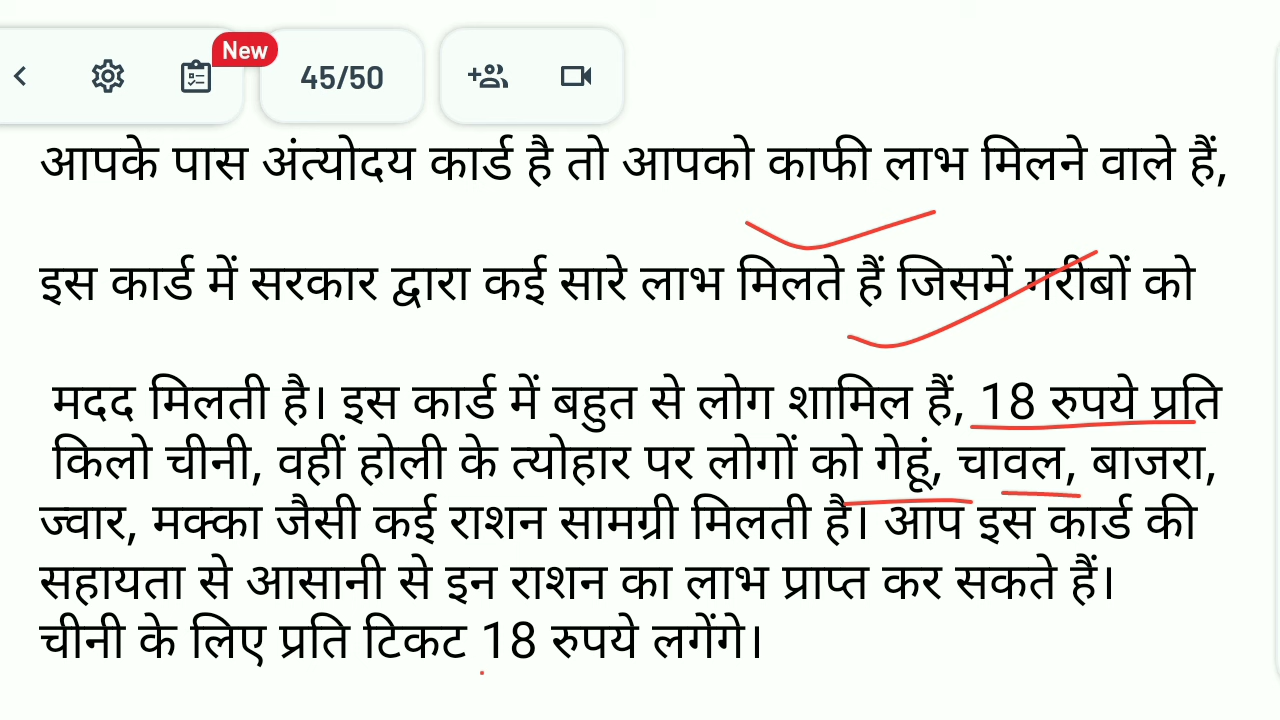 New
45/50
आपके पास अंत्योदय कार्ड है तो आपको काफी लाभ मिलने वाले हैं,
इस कार्ड में सरकार द्वारा कई सारे लाभ मिलते हैं जिसमें गरीबों को
मदद मिलती है। इस कार्ड में बहुत से लोग शामिल हैं, 18 रुपये प्रति
किलो चीनी, वहीं होली के त्योहार पर लोगों को गेहूं, चावल, बाजरा,
ज्वार, मक्का जैसी कई राशन सामग्री मिलती है। आप इस कार्ड की
सहायता से आसानी से इन राशन का लाभ प्राप्त कर सकते हैं।
चीनी के लिए प्रति टिकट 18 रुपये लगेंगे।